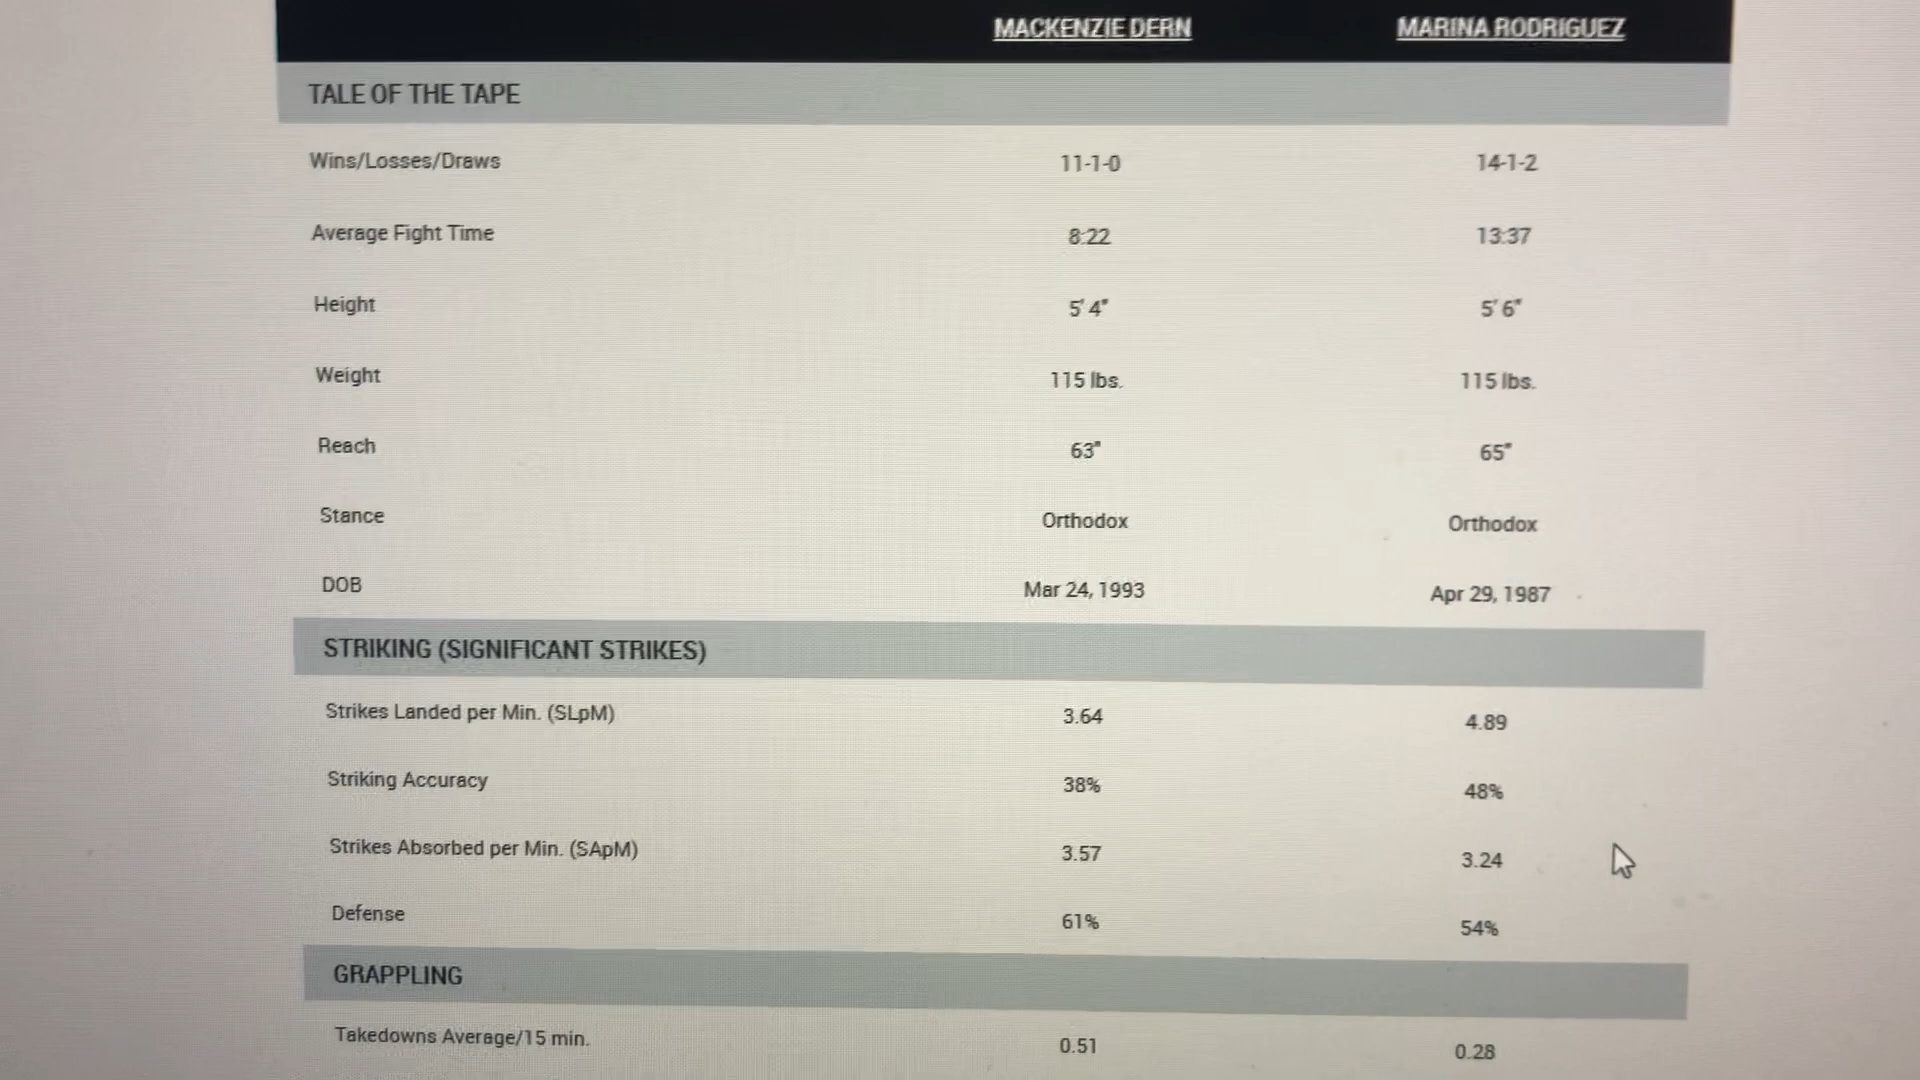 MACKENZIE DERN MARINA RODRIGUEZ
TALE OF THE TAPE
Wins/Losses/Draws 11-1-0 14-1-2
Average Fight Time 8:22 13:37
Height 5' 4" 5' 6"
Weight 115 lbs. 115 lbs.
Reach 63" 65"
Stance Orthodox Orthodox
DOB Mar 24, 1993 Apr 29, 1987
STRIKING (SIGNIFICANT STRIKES)
Strikes Landed per Min. (SLpM) 3.64 4.89
Striking Accuracy 38% 48%
Strikes Absorbed per Min. (SApM) 3.57 3.24
Defense 61% 54%
GRAPPLING
Takedowns Average/15 min. 0.51 0.28